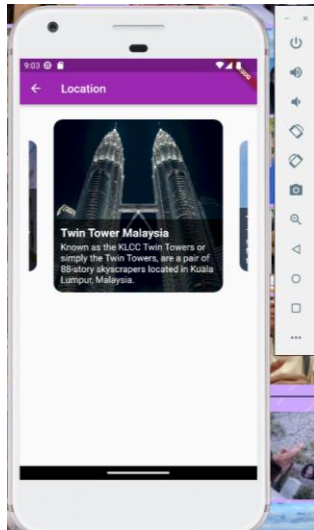 9:03
Location
Twin Tower Malaysia
Known as the KLCC Twin Towers or
simply the Twin Towers, are a pair of
88-story skyscrapers located in Kuala
Lumpur, Malaysia.